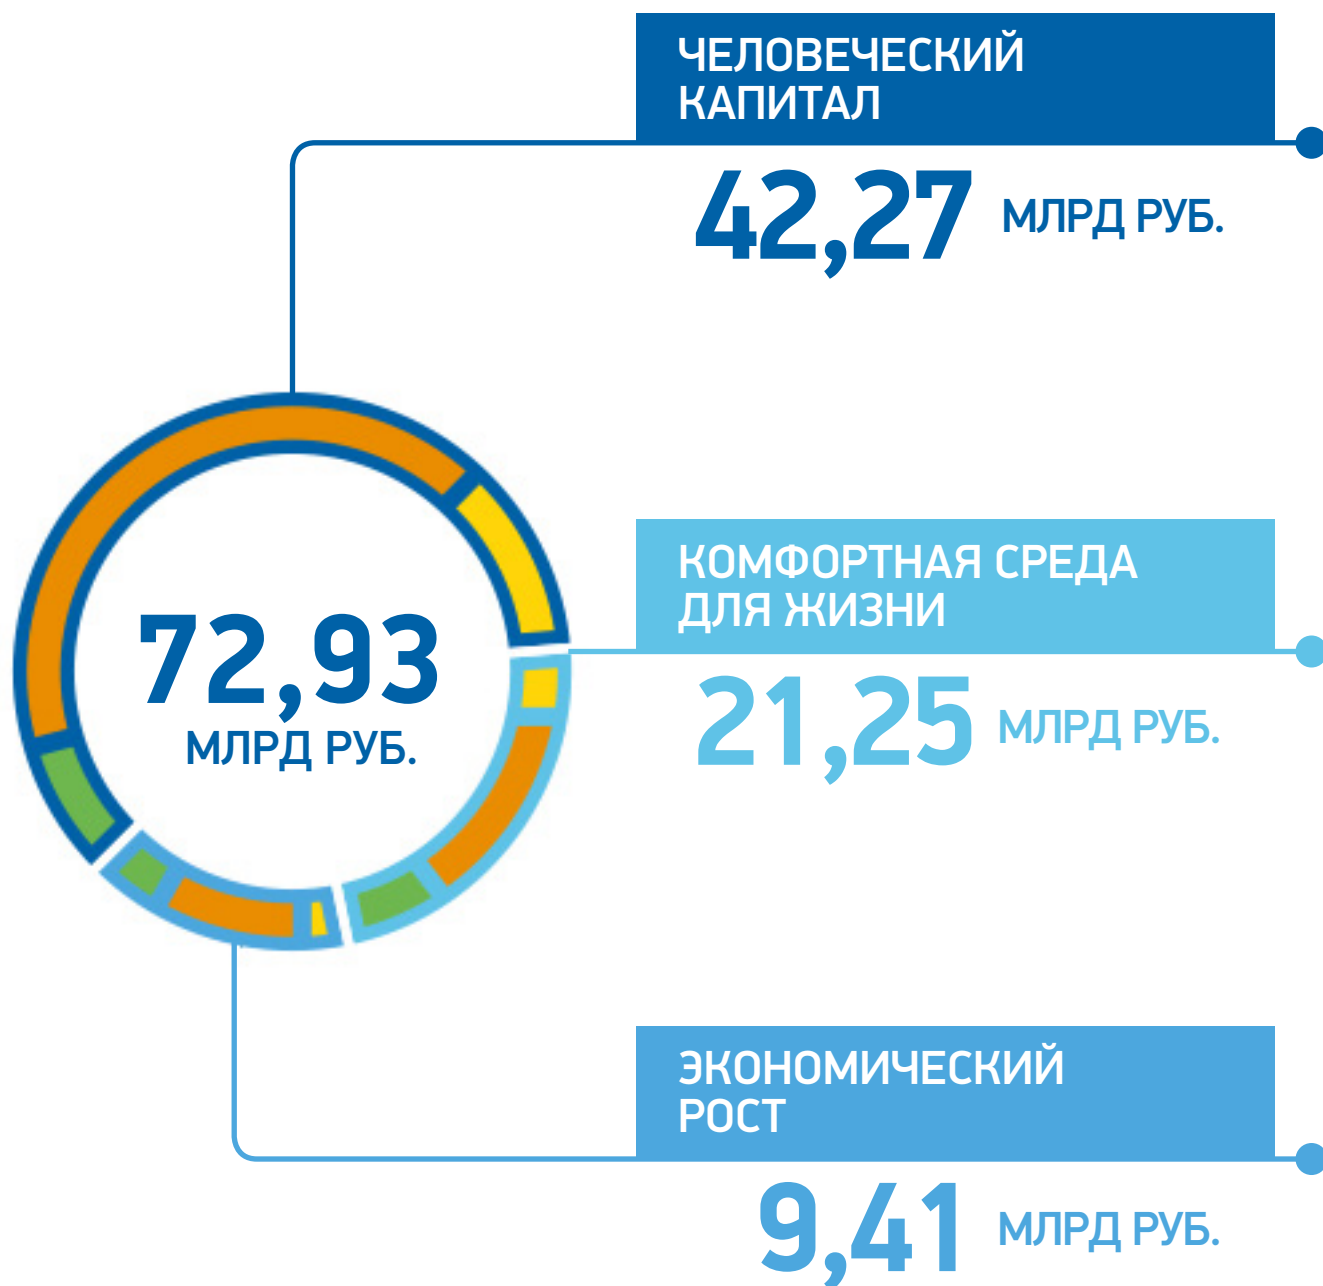 ЧЕЛОВЕЧЕСКИЙ
КАПИТАЛ
42,27 МЛРД РУБ.
72,93
МЛРД РУБ.
КОМФОРТНАЯ СРЕДА
ДЛЯ ЖИЗНИ
21,25 МЛРД РУБ.
ЭКОНОМИЧЕСКИЙ
РОСТ
9,41 МЛРД РУБ.